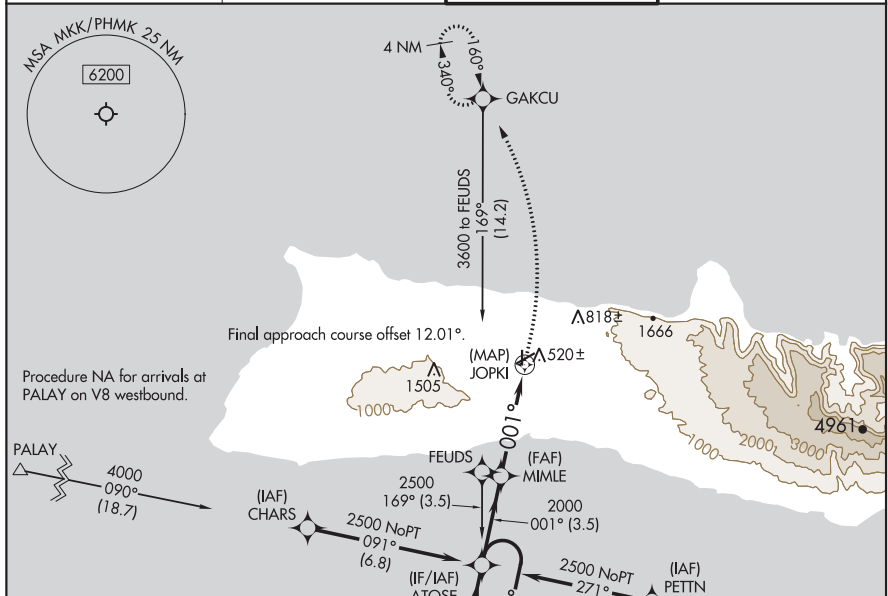 MSA MKK/PHMK 25 NM
6200
4 NM
160°
340°
GAKCU
3600 to FEUDS
169°
(14.2)
818±
1666
Final approach course offset 12.01°.
(MAP)
JOPKI
520±
1505
1000
Procedure NA for arrivals at
PALAY on V8 westbound.
4961
1000
2000
3000
001°
PALAY
4000
090°
(18.7)
FEUDS
(FAF)
MIMLE
2500
169° (3.5)
2000
001° (3.5)
(IAF)
CHARS
2500 NoPT
091°
(6.8)
(IF/IAF)
ATOSE
2500 NoPT
271°
(IAF)
PETTN